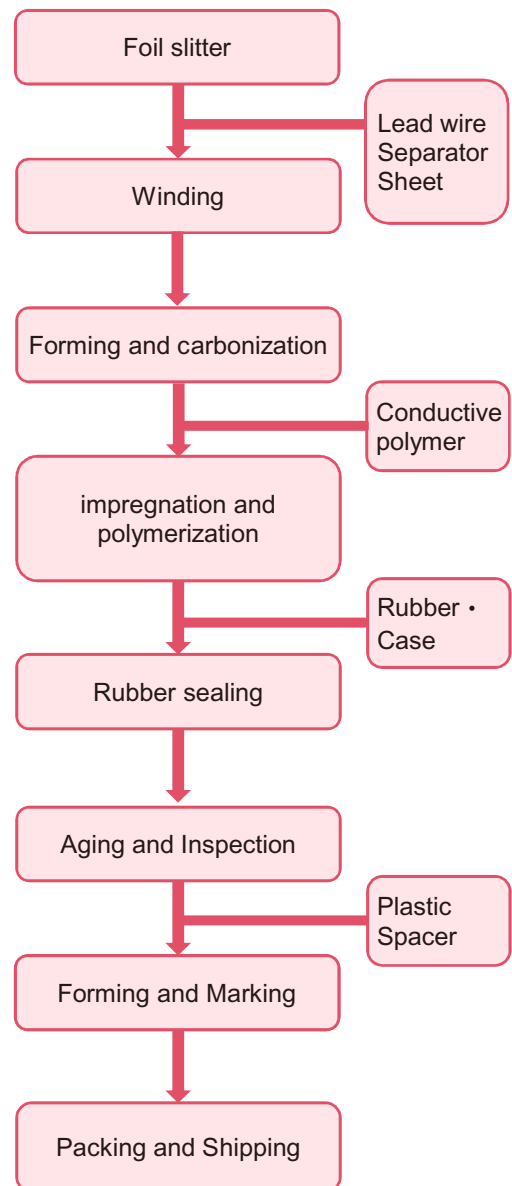 Foil slitter
Lead wire
Separator
Sheet
Winding
Forming and carbonization
Conductive
polymer
impregnation and
polymerization
Rubber・
Case
Rubber sealing
Aging and Inspection
Plastic
Spacer
Forming and Marking
Packing and Shipping